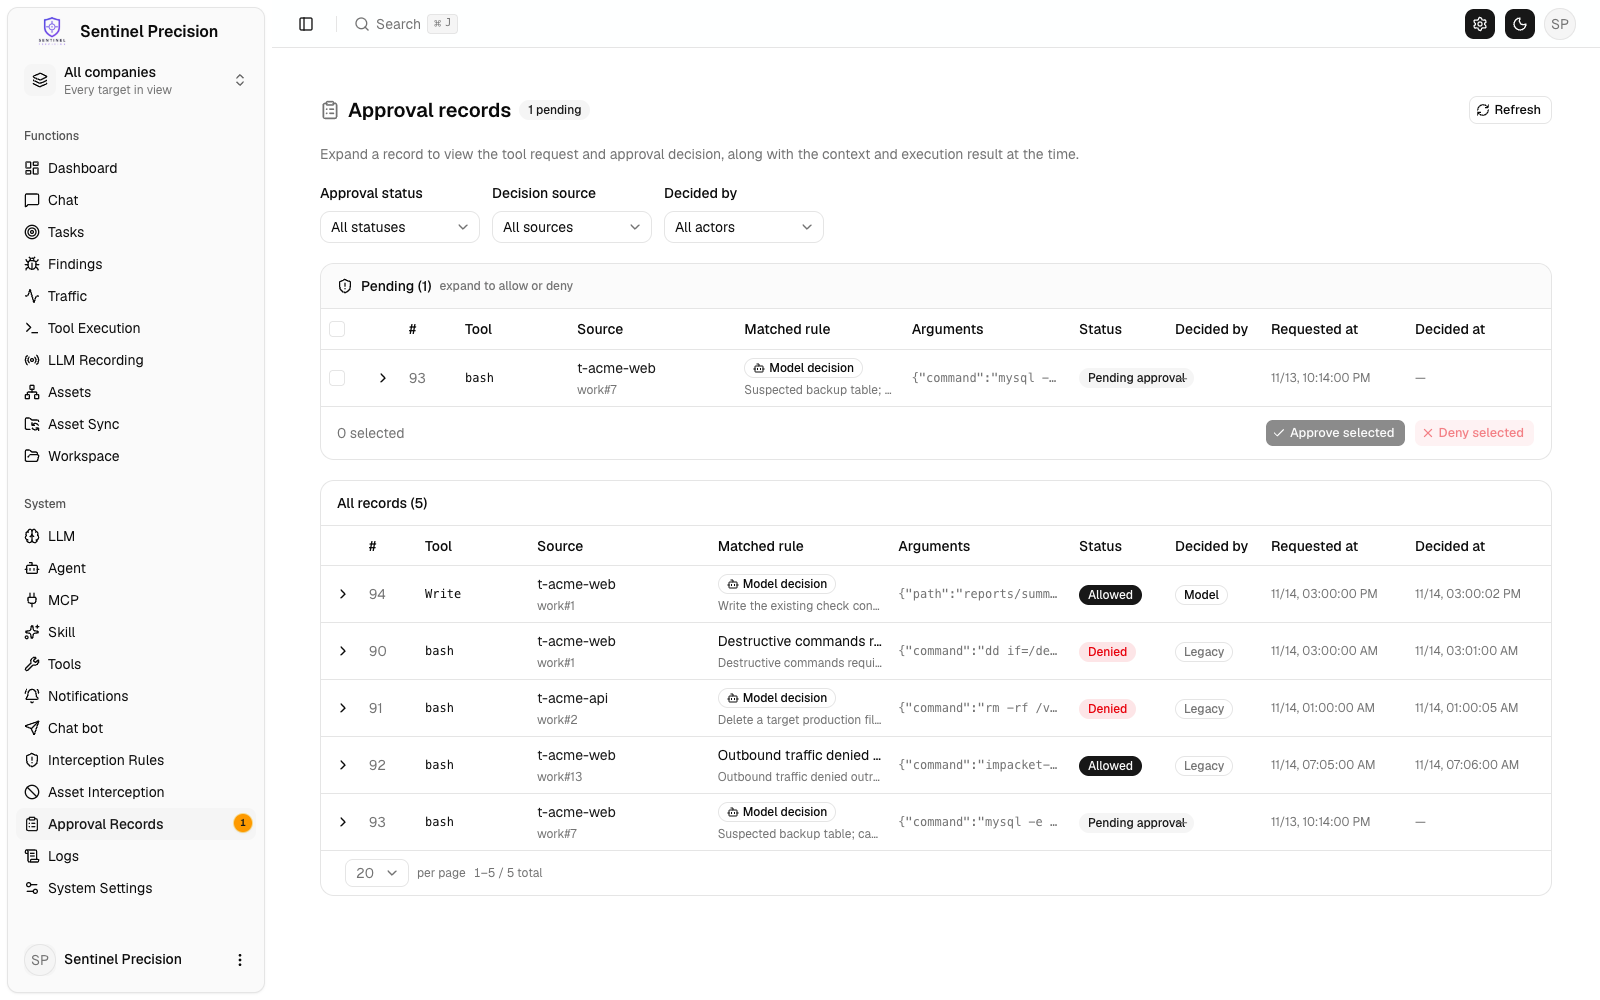 Sentinel Precision
All companies
Every target in view
Functions
Dashboard
Chat
Tasks
Findings
Traffic
Tool Execution
LLM Recording
Assets
Asset Sync
Workspace
System
LLM
Agent
MCP
Skill
Tools
Notifications
Chat bot
Interception Rules
Asset Interception
Approval Records 1
Logs
System Settings
SP Sentinel Precision
Search ⌘ J
SP
Approval records 1 pending
Refresh
Expand a record to view the tool request and approval decision, along with the context and execution result at the time.
Approval status Decision source Decided by
All statuses All sources All actors
Pending (1) expand to allow or deny
# Tool Source Matched rule Arguments Status Decided by Requested at Decided at
93 bash t-acme-web Model decision {"command":"mysql -… Pending approval 11/13, 10:14:00 PM —
work#7 Suspected backup table; …
0 selected Approve selected Deny selected
All records (5)
# Tool Source Matched rule Arguments Status Decided by Requested at Decided at
94 Write t-acme-web Model decision {"path":"reports/summ… Allowed Model 11/14, 03:00:00 PM 11/14, 03:00:02 PM
work#1 Write the existing check con…
90 bash t-acme-web Destructive commands r… {"command":"dd if=/de… Denied Legacy 11/14, 03:00:00 AM 11/14, 03:01:00 AM
work#1 Destructive commands requi…
91 bash t-acme-api Model decision {"command":"rm -rf /v… Denied Legacy 11/14, 01:00:00 AM 11/14, 01:00:05 AM
work#2 Delete a target production fil…
92 bash t-acme-web Outbound traffic denied … {"command":"impacket-… Allowed Legacy 11/14, 07:05:00 AM 11/14, 07:06:00 AM
work#13 Outbound traffic denied outr…
93 bash t-acme-web Model decision {"command":"mysql -e … Pending approval 11/13, 10:14:00 PM —
work#7 Suspected backup table; ca…
20 per page 1–5 / 5 total